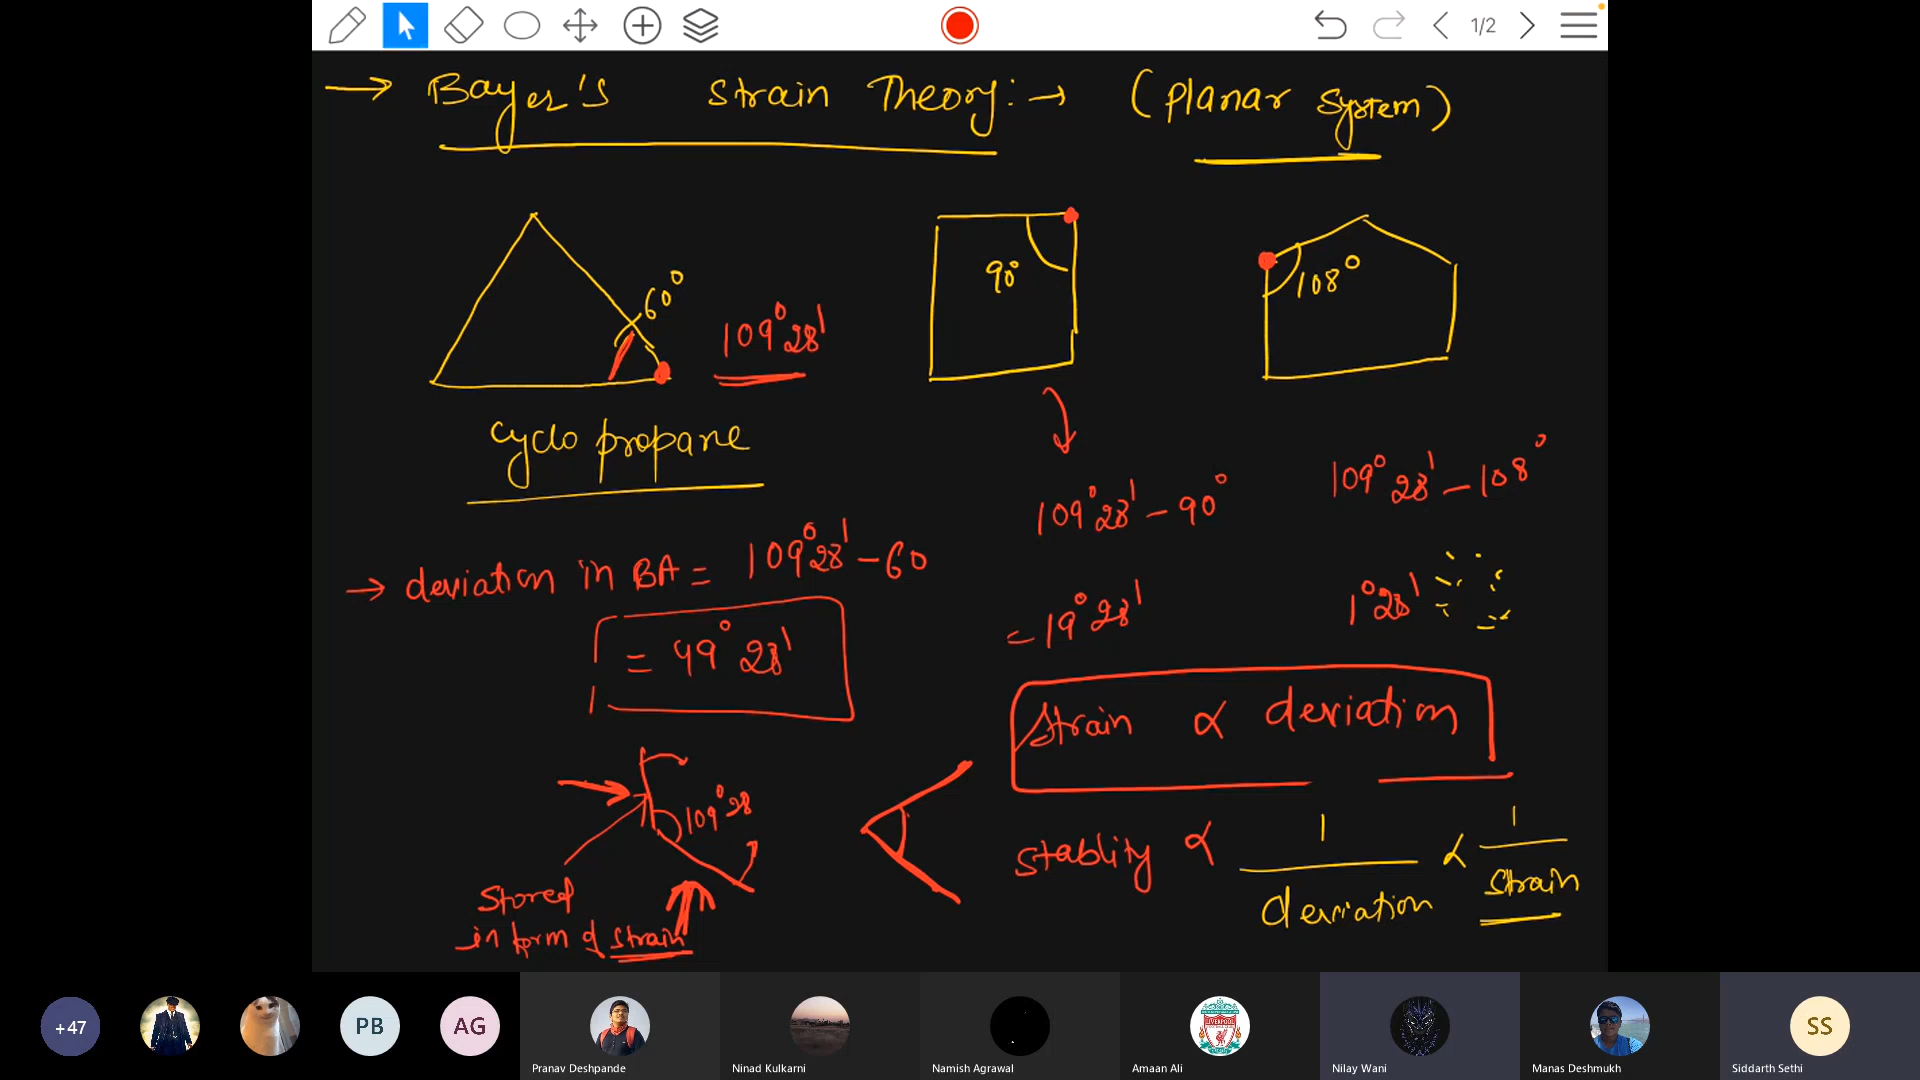 1/2
→ Bayer's strain Theory:→ (planar system)
60°
109°28'
90°
108°
cyclo propane
109°28'-90°
109°28'-108°
→ deviation in BA = 109°28'-60
= 49°28'
= 19°28'
1°28'
strain ∝ deviation
109°28
stablity ∝ 1/deviation ∝ 1/strain
stored
in form of strain
+47
PB
AG
LIVERPOOL
SS
Pranav Deshpande
Ninad Kulkarni
Namish Agrawal
Amaan Ali
Nilay Wani
Manas Deshmukh
Siddarth Sethi